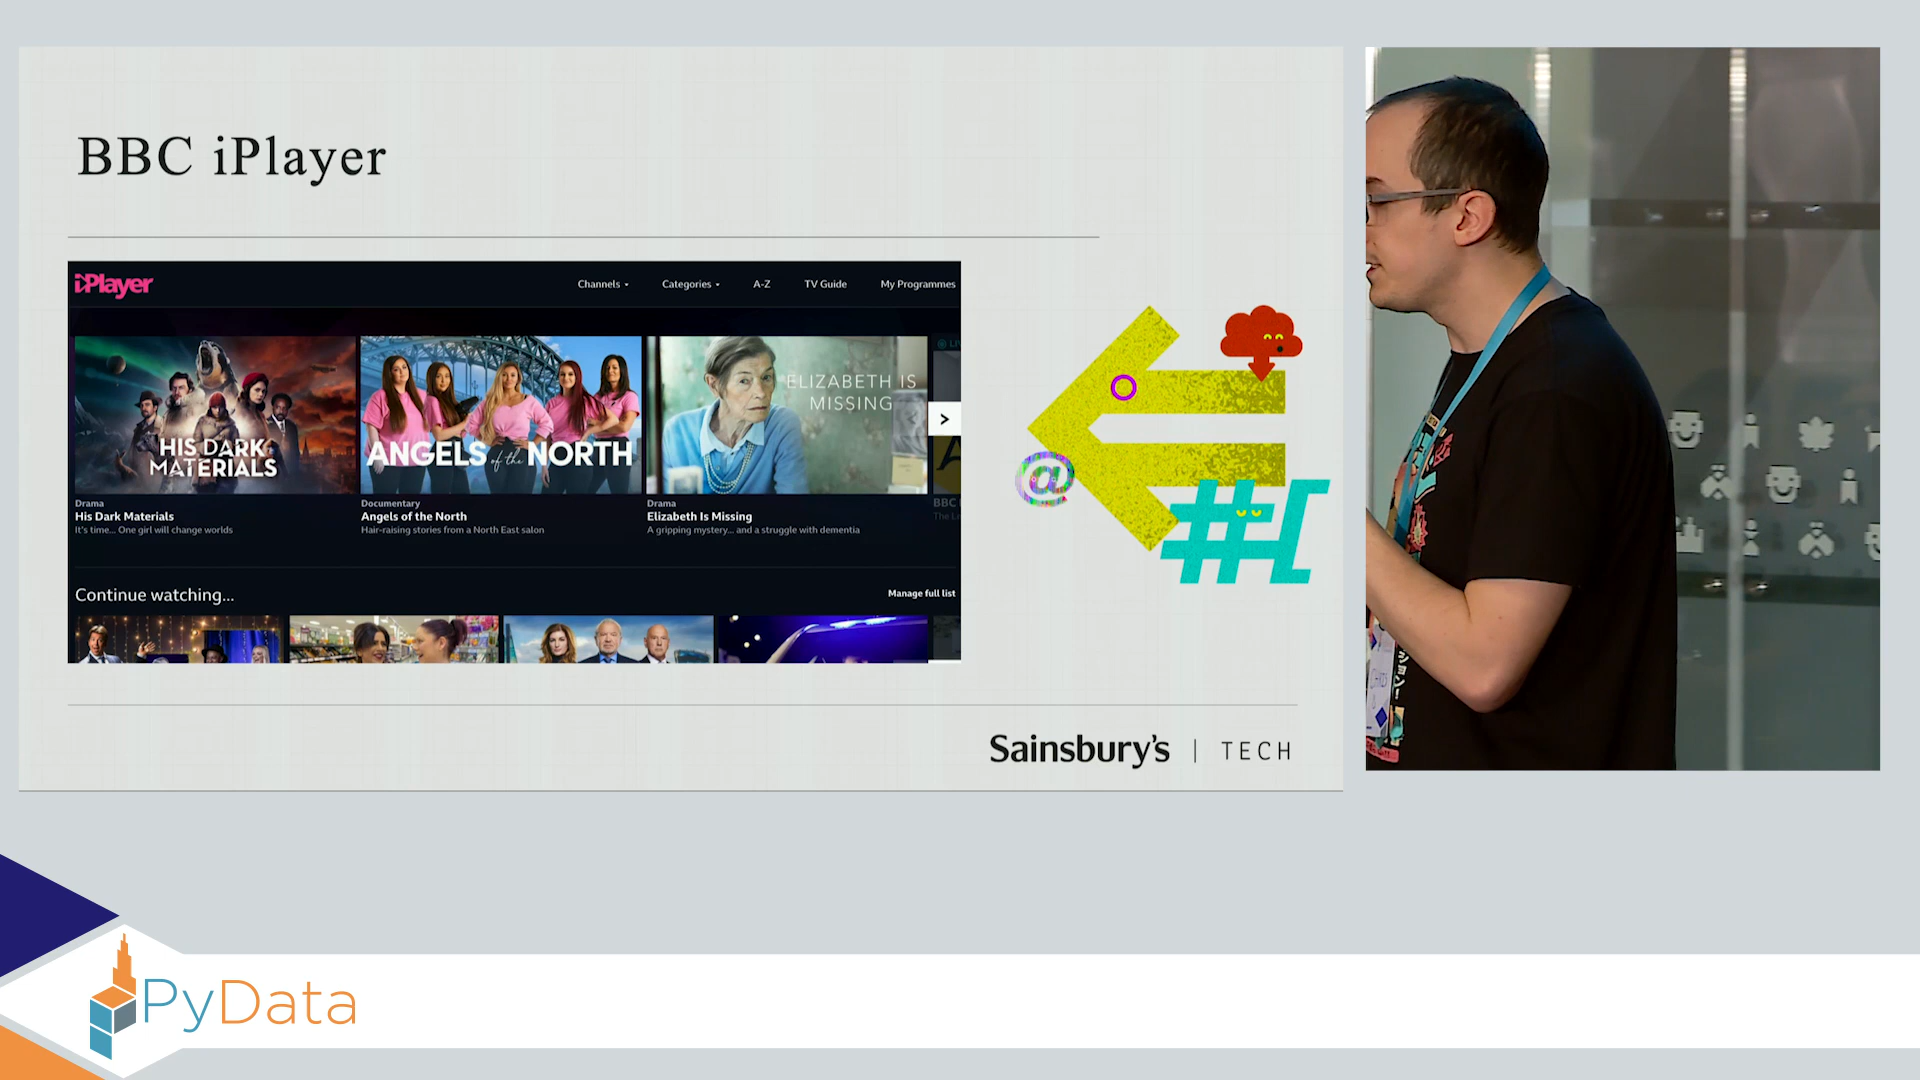 BBC iPlayer
iPlayer
Channels
Categories
A-Z
TV Guide
My Programmes
HIS DARK
MATERIALS
ANGELS of the NORTH
ELIZABETH IS
MISSING
Drama
His Dark Materials
It's time... One girl will change worlds
Documentary
Angels of the North
Hair-raising stories from a North East salon
Drama
Elizabeth Is Missing
A gripping mystery... and a struggle with dementia
BBC
Continue watching...
Manage full list
@
#[
Sainsbury's | TECH
PyData